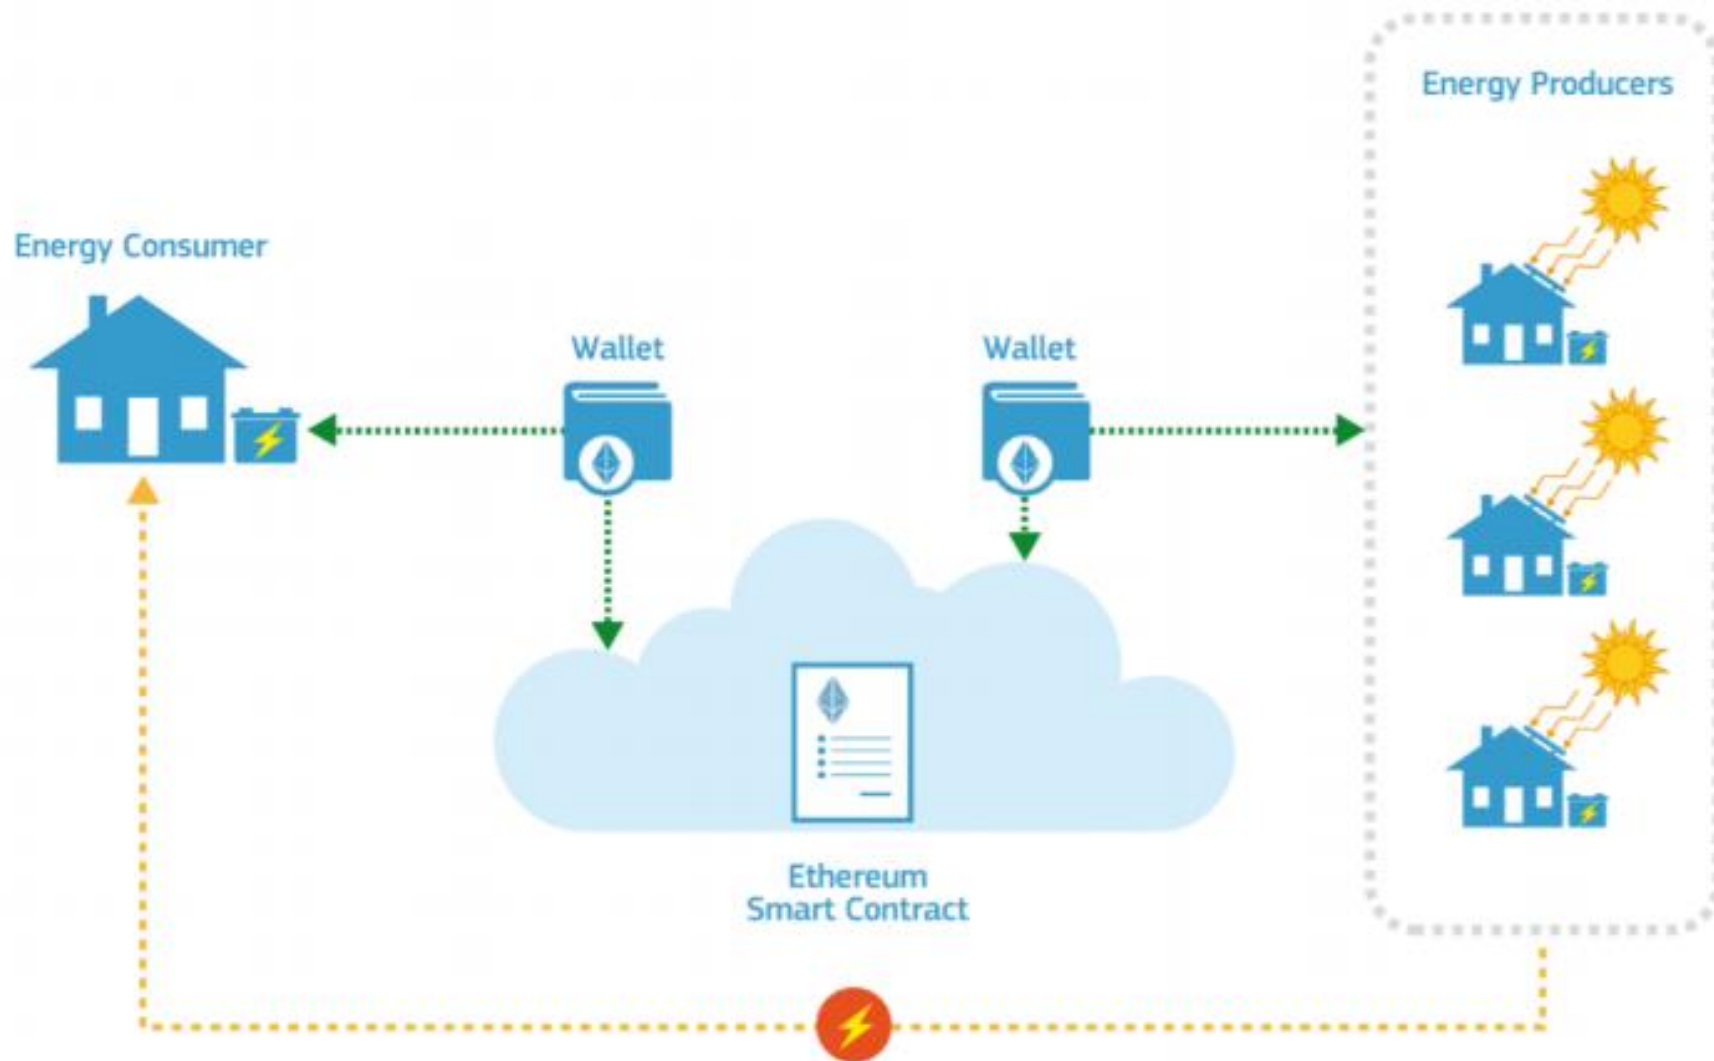 Energy Producers
Energy Consumer
Wallet
Wallet
Ethereum
Smart Contract